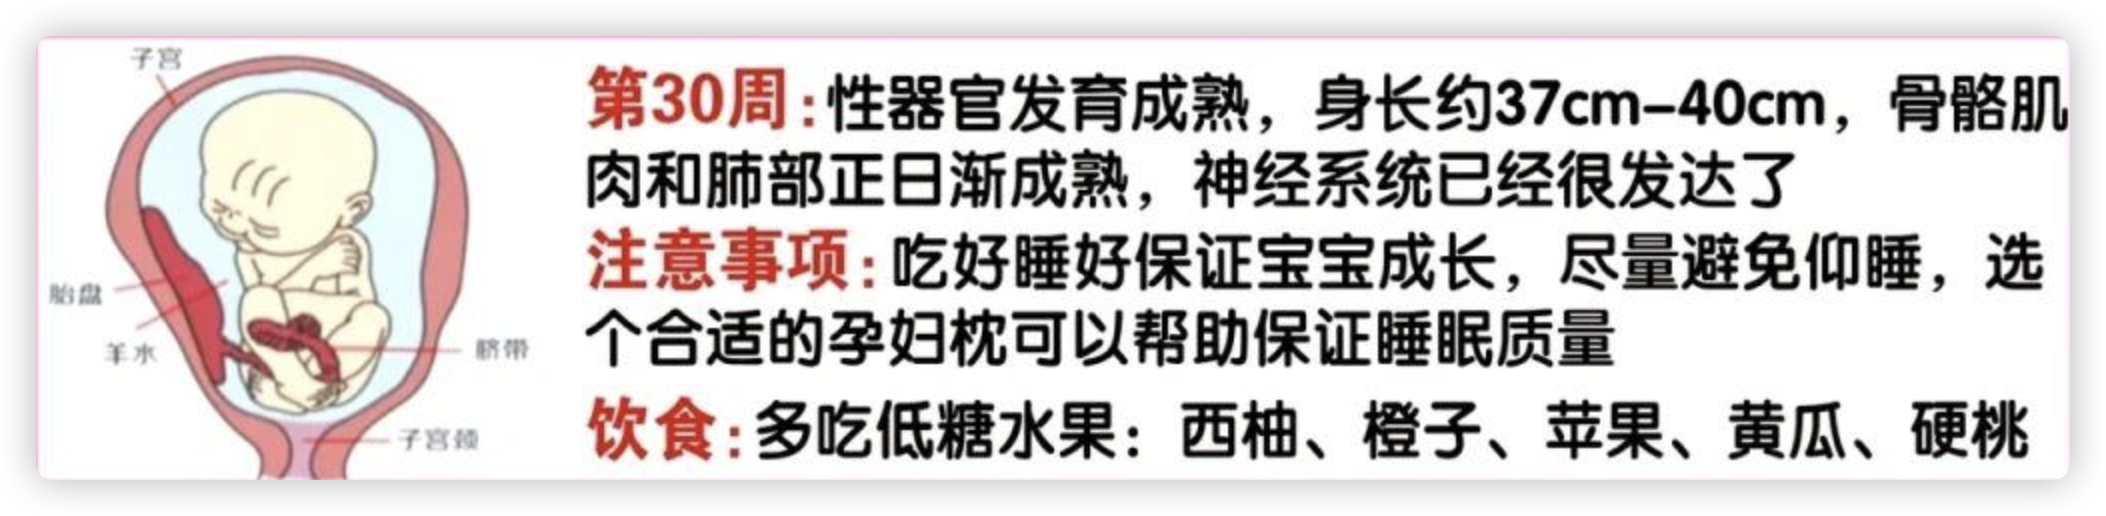 子宫
胎盘
羊水
脐带
子宫颈
第30周:性器官发育成熟，身长约37cm-40cm，骨骼肌
肉和肺部正日渐成熟，神经系统已经很发达了
注意事项:吃好睡好保证宝宝成长，尽量避免仰睡，选
个合适的孕妇枕可以帮助保证睡眠质量
饮食:多吃低糖水果：西柚、橙子、苹果、黄瓜、硬桃